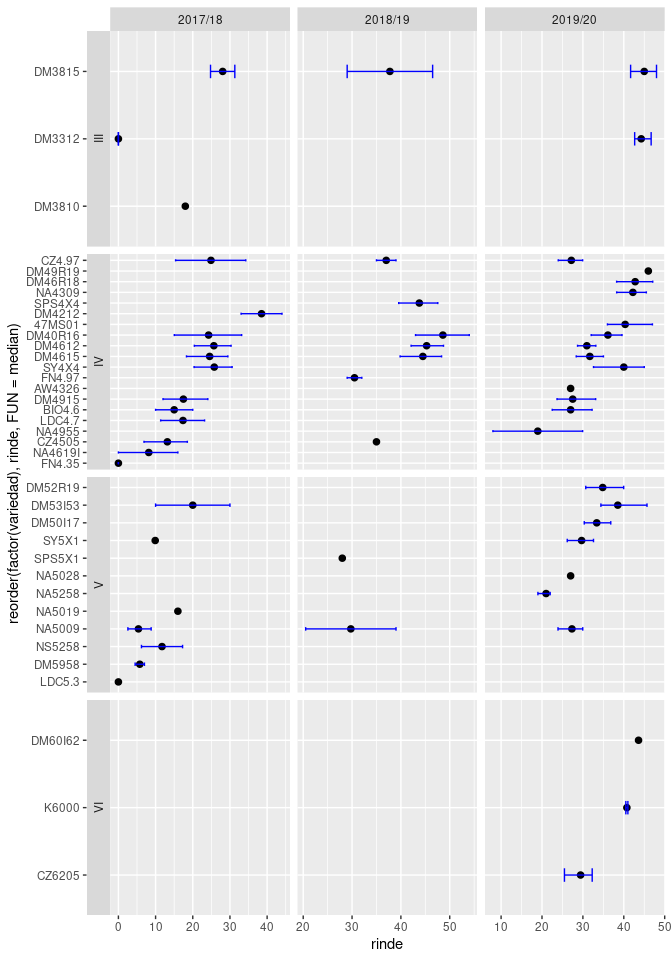 2017/18 2018/19 2019/20
DM3815
DM3312
DM3810
III
CZ4.97
DM49R19
DM46R18
NA4309
SPS4X4
DM4212
47MS01
DM40R16
DM4612
DM4615
SY4X4
FN4.97
AW4326
DM4915
BIO4.6
LDC4.7
NA4955
CZ4505
NA4619I
FN4.35
IV
DM52R19
DM53I53
DM50I17
SY5X1
SPS5X1
NA5028
NA5258
NA5019
NA5009
NS5258
DM5958
LDC5.3
V
DM60I62
K6000
CZ6205
VI
reorder(factor(variedad), rinde, FUN = median)
0 10 20 30 40 20 30 40 50 10 20 30 40 50
rinde